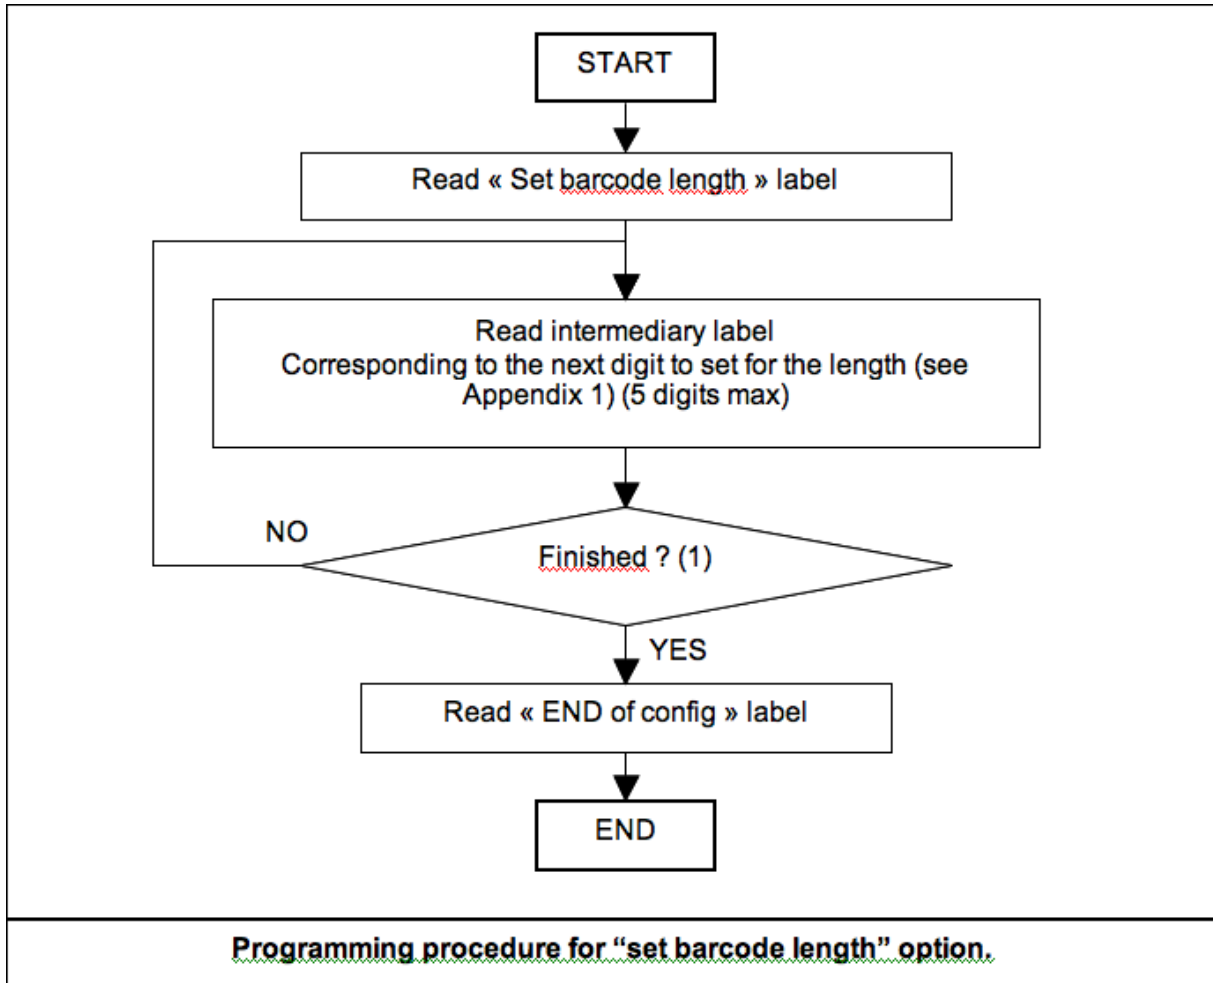 START
Read « Set barcode length » label
Read intermediary label
Corresponding to the next digit to set for the length (see
Appendix 1) (5 digits max)
NO
Finished ? (1)
YES
Read « END of config » label
END
Programming procedure for “set barcode length” option.